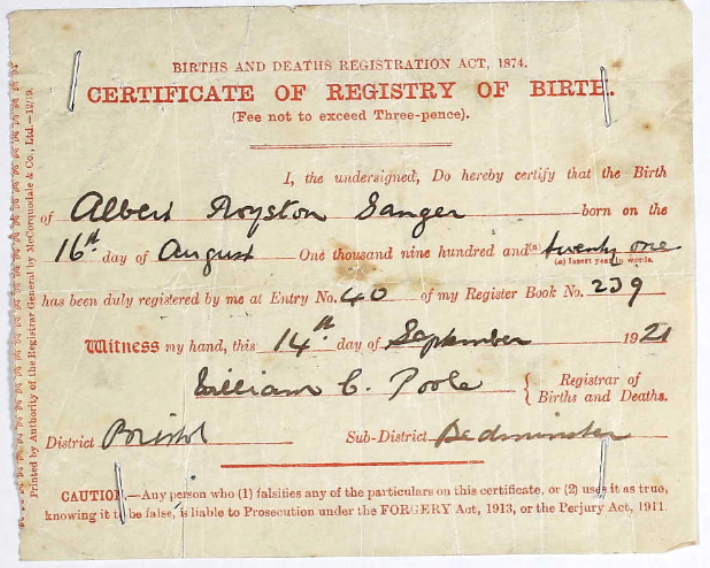 BIRTHS AND DEATHS REGISTRATION ACT, 1874.
CERTIFICATE OF REGISTRY OF BIRTH.
(Fee not to exceed Three-pence).
I, the undersigned, Do hereby certify that the Birth
of Albert Royston Sanger born on the
16th day of August One thousand nine hundred and (a) twenty one
(a) Insert year in words.
has been duly registered by me at Entry No. 40 of my Register Book No. 239
Witness my hand, this 14th day of September 1921
William C. Poole { Registrar of
Births and Deaths.
District Bristol Sub-District Bedminster
CAUTION.—Any person who (1) falsifies any of the particulars on this certificate, or (2) uses it as true,
knowing it to be false, is liable to Prosecution under the FORGERY Act, 1913, or the Perjury Act, 1911.
Printed by Authority of the Registrar General by McCorquodale & Co., Ltd.—12/19.